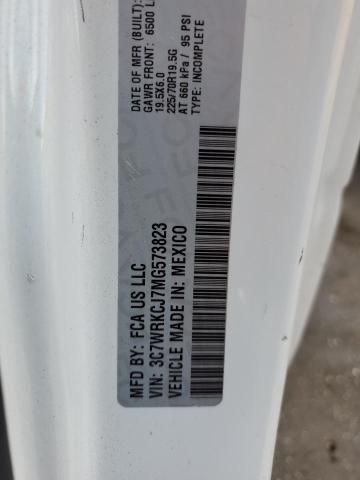 MFD BY: FCA US LLC
VIN: 3C7WRKCJ7MG573823
VEHICLE MADE IN: MEXICO
DATE OF MFR (BUILT):
GAWR FRONT: 6500 L
19.5X6.0
225/70R19.5G
AT 660 kPa / 95 PSI
TYPE: INCOMPLETE